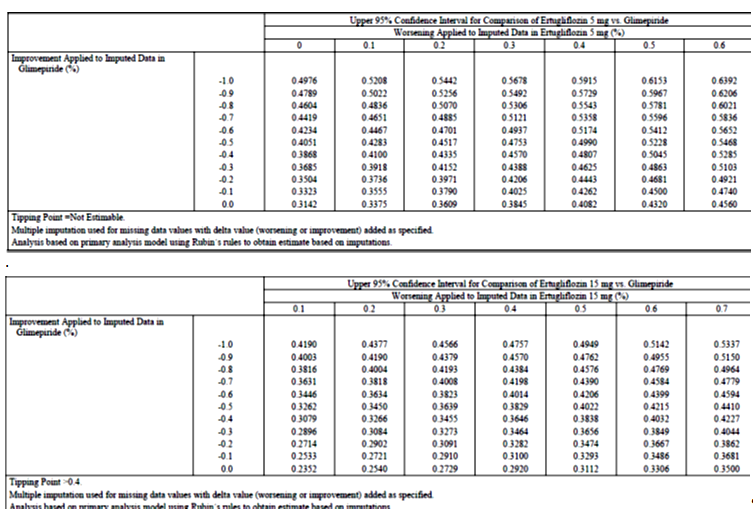 Upper 95% Confidence Interval for Comparison of Ertugliflozin 5 mg vs. Glimepiride
Worsening Applied to Imputed Data in Ertugliflozin 5 mg (%)
0 0.1 0.2 0.3 0.4 0.5 0.6
Improvement Applied to Imputed Data in
Glimepiride (%)
-1.0 0.4976 0.5208 0.5442 0.5678 0.5915 0.6153 0.6392
-0.9 0.4789 0.5022 0.5256 0.5492 0.5729 0.5967 0.6206
-0.8 0.4604 0.4836 0.5070 0.5306 0.5543 0.5781 0.6021
-0.7 0.4419 0.4651 0.4885 0.5121 0.5358 0.5596 0.5836
-0.6 0.4234 0.4467 0.4701 0.4937 0.5174 0.5412 0.5652
-0.5 0.4051 0.4283 0.4517 0.4753 0.4990 0.5228 0.5468
-0.4 0.3868 0.4100 0.4335 0.4570 0.4807 0.5045 0.5285
-0.3 0.3685 0.3918 0.4152 0.4388 0.4625 0.4863 0.5103
-0.2 0.3504 0.3736 0.3971 0.4206 0.4443 0.4681 0.4921
-0.1 0.3323 0.3555 0.3790 0.4025 0.4262 0.4500 0.4740
0.0 0.3142 0.3375 0.3609 0.3845 0.4082 0.4320 0.4560
Tipping Point =Not Estimable.
Multiple imputation used for missing data values with delta value (worsening or improvement) added as specified.
Analysis based on primary analysis model using Rubin´s rules to obtain estimate based on imputations.
.
Upper 95% Confidence Interval for Comparison of Ertugliflozin 15 mg vs. Glimepiride
Worsening Applied to Imputed Data in Ertugliflozin 15 mg (%)
0.1 0.2 0.3 0.4 0.5 0.6 0.7
Improvement Applied to Imputed Data in
Glimepiride (%)
-1.0 0.4190 0.4377 0.4566 0.4757 0.4949 0.5142 0.5337
-0.9 0.4003 0.4190 0.4379 0.4570 0.4762 0.4955 0.5150
-0.8 0.3816 0.4004 0.4193 0.4384 0.4576 0.4769 0.4964
-0.7 0.3631 0.3818 0.4008 0.4198 0.4390 0.4584 0.4779
-0.6 0.3446 0.3634 0.3823 0.4014 0.4206 0.4399 0.4594
-0.5 0.3262 0.3450 0.3639 0.3829 0.4022 0.4215 0.4410
-0.4 0.3079 0.3266 0.3455 0.3646 0.3838 0.4032 0.4227
-0.3 0.2896 0.3084 0.3273 0.3464 0.3656 0.3849 0.4044
-0.2 0.2714 0.2902 0.3091 0.3282 0.3474 0.3667 0.3862
-0.1 0.2533 0.2721 0.2910 0.3100 0.3293 0.3486 0.3681
0.0 0.2352 0.2540 0.2729 0.2920 0.3112 0.3306 0.3500
Tipping Point >0.4.
Multiple imputation used for missing data values with delta value (worsening or improvement) added as specified.
Analysis based on primary analysis model using Rubin´s rules to obtain estimate based on imputations